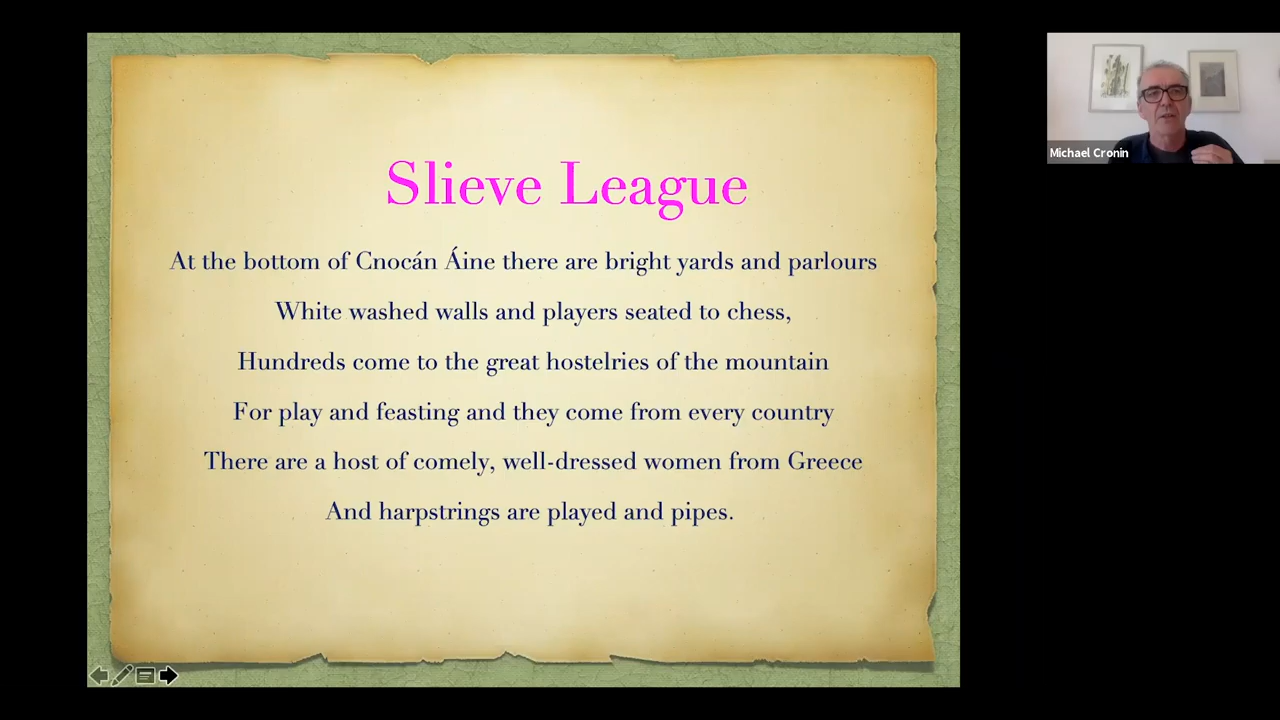 Slieve League
At the bottom of Cnocán Áine there are bright yards and parlours
White washed walls and players seated to chess,
Hundreds come to the great hostelries of the mountain
For play and feasting and they come from every country
There are a host of comely, well-dressed women from Greece
And harpstrings are played and pipes.
Michael Cronin